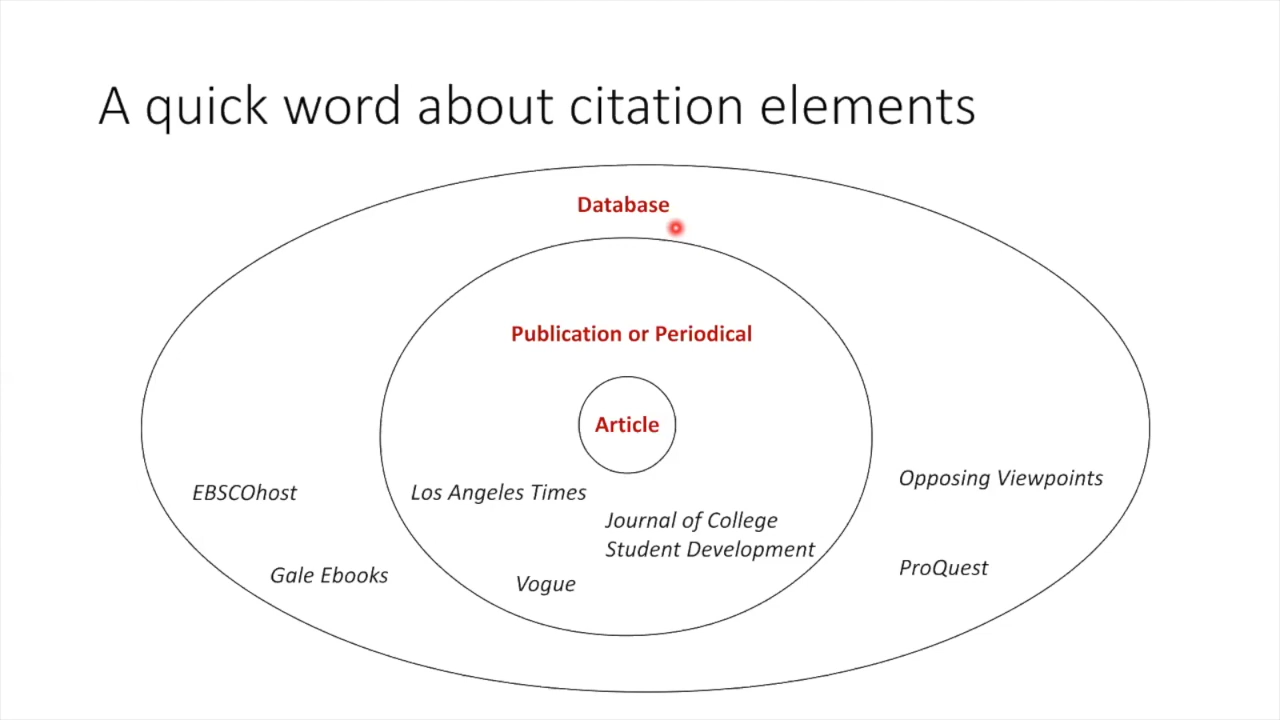 A quick word about citation elements
Database
Publication or Periodical
Article
EBSCOhost
Los Angeles Times
Opposing Viewpoints
Journal of College
Student Development
Gale Ebooks
Vogue
ProQuest